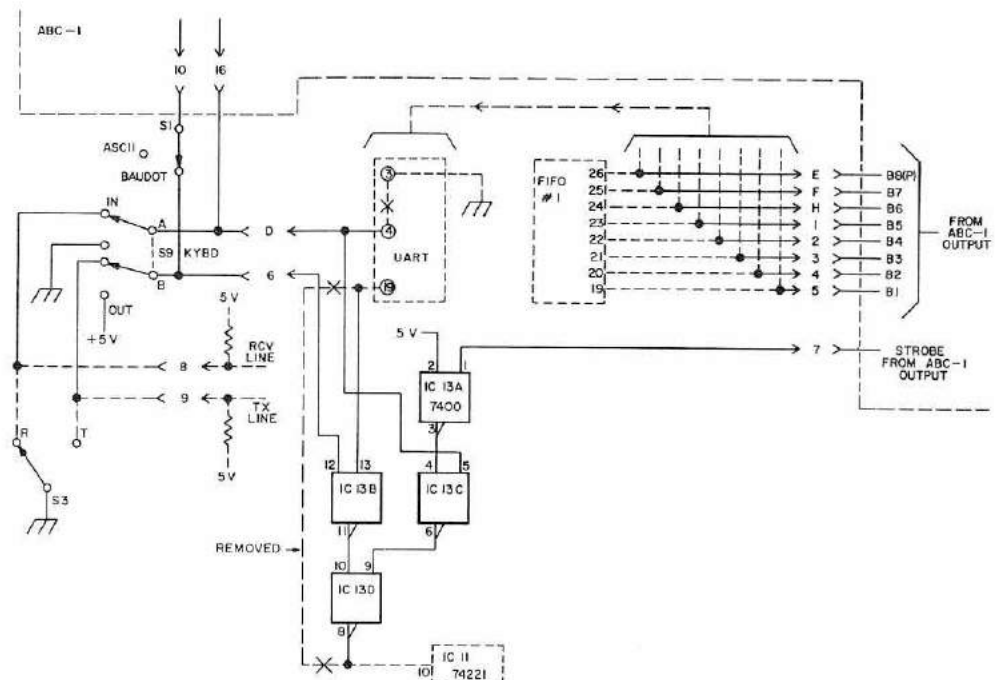 ABC-1
10 16
S1
ASCII
BAUDOT
IN
A
D
S9 KYBD
B
6
OUT
5 V
+5 V
8
RCV LINE
9
TX LINE
R
T
5 V
S3
3
4
UART
19
FIFO #1
26 E B8(P)
25 F B7
24 H B6
23 1 B5
22 2 B4
21 3 B3
20 4 B2
19 5 B1
FROM
ABC-1
OUTPUT
5 V
2 1
7
STROBE
FROM ABC-1
OUTPUT
IC 13A
7400
3
12 13
4 5
IC 13B
IC 13C
11
6
REMOVED
10 9
IC 13D
8
10
IC 11
74221